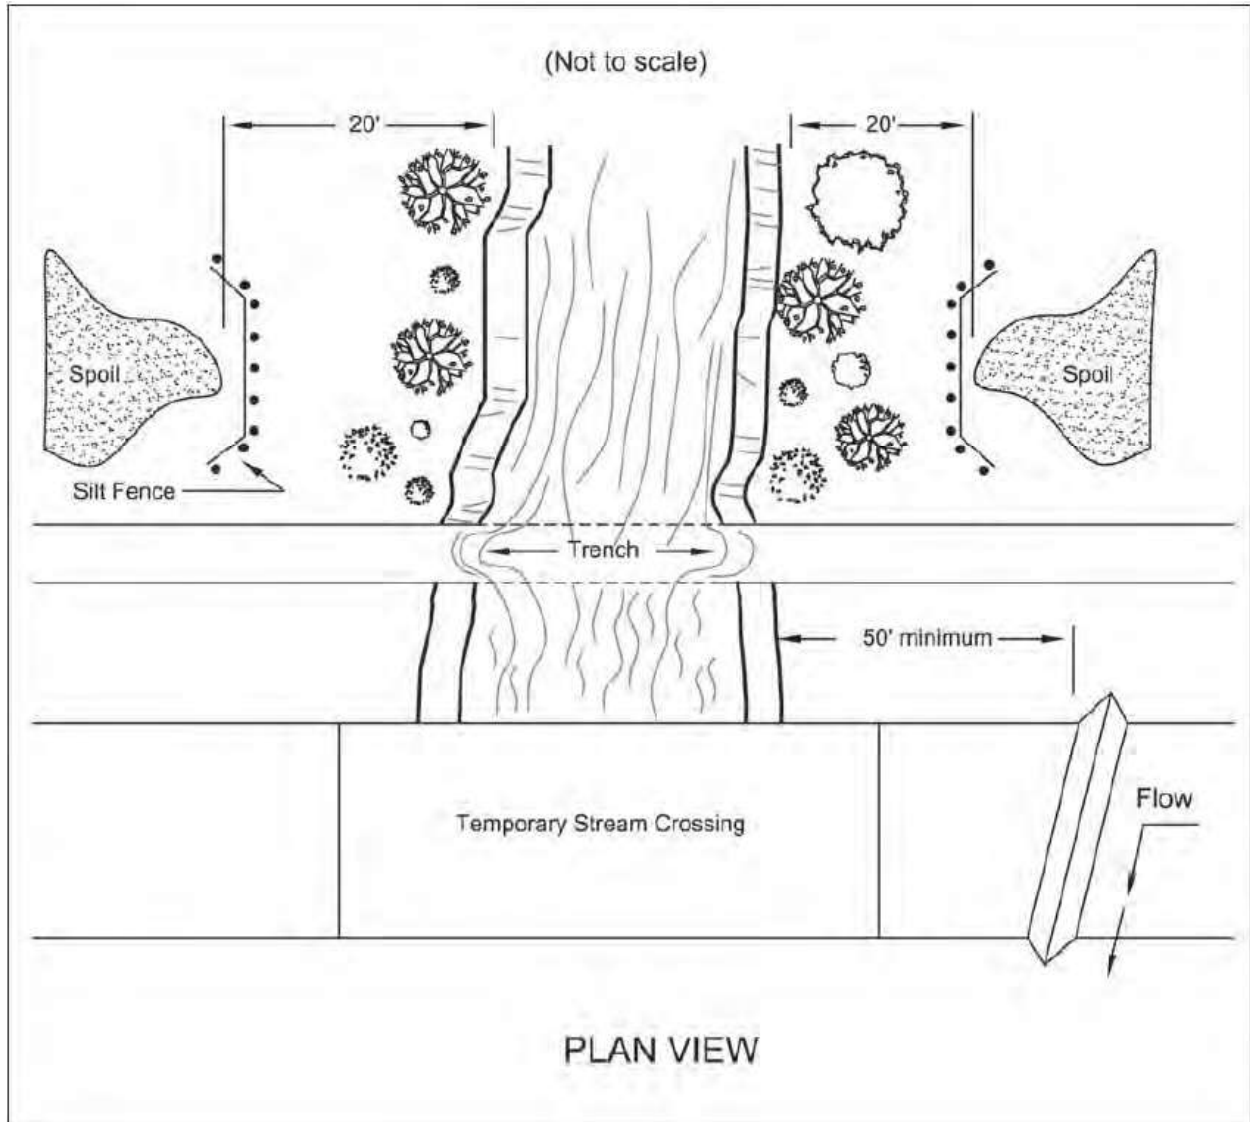 (Not to scale)
20'
20'
Spoil
Spoil
Silt Fence
Trench
50' minimum
Flow
Temporary Stream Crossing
PLAN VIEW